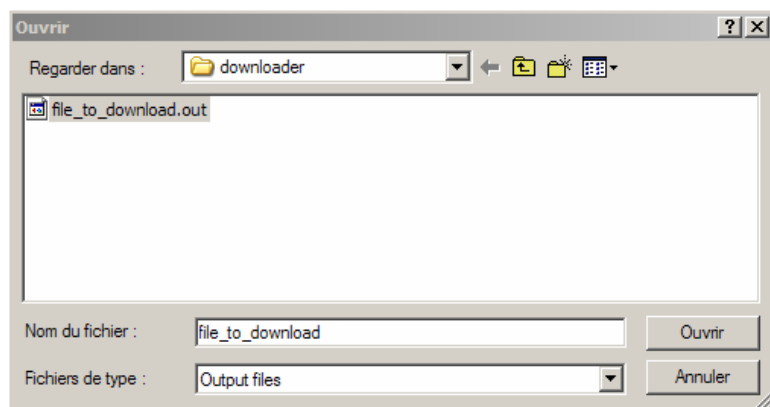 Ouvrir
Regarder dans :
downloader
file_to_download.out
Nom du fichier :
file_to_download
Ouvrir
Fichiers de type :
Output files
Annuler